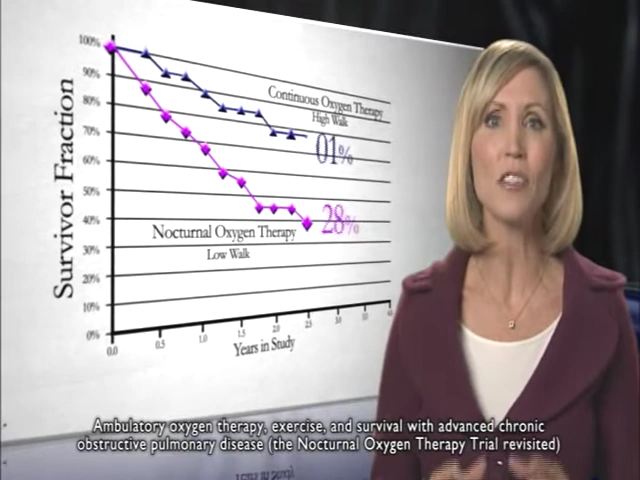 100%
90%
80%
70%
60%
50%
40%
30%
20%
10%
0%
Survivor Fraction
Continuous Oxygen Therapy
High Walk
01%
28%
Nocturnal Oxygen Therapy
Low Walk
0.0 0.5 1.0 1.5 2.0 2.5 3.0
Years in Study
Ambulatory oxygen therapy, exercise, and survival with advanced chronic
obstructive pulmonary disease (the Nocturnal Oxygen Therapy Trial revisited)